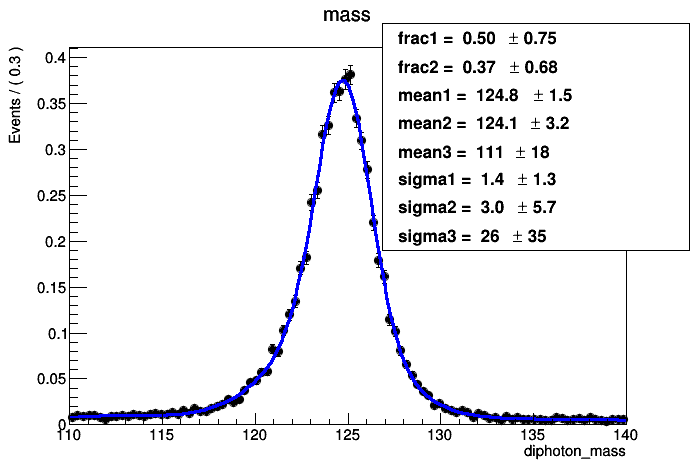 mass
frac1 = 0.50 ± 0.75
frac2 = 0.37 ± 0.68
mean1 = 124.8 ± 1.5
mean2 = 124.1 ± 3.2
mean3 = 111 ± 18
sigma1 = 1.4 ± 1.3
sigma2 = 3.0 ± 5.7
sigma3 = 26 ± 35
Events / ( 0.3 )
0.4
0.35
0.3
0.25
0.2
0.15
0.1
0.05
0
110 115 120 125 130 135 140
diphoton_mass